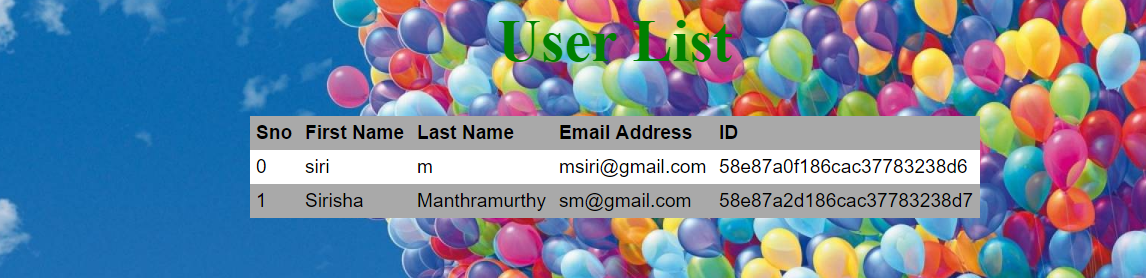 User List
Sno First Name Last Name Email Address ID
0 siri m msiri@gmail.com 58e87a0f186cac37783238d6
1 Sirisha Manthramurthy sm@gmail.com 58e87a2d186cac37783238d7